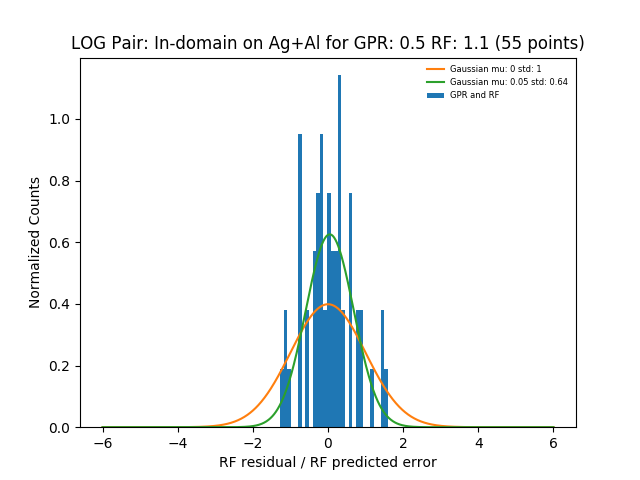 LOG Pair: In-domain on Ag+Al for GPR: 0.5 RF: 1.1 (55 points)
Gaussian mu: 0 std: 1
Gaussian mu: 0.05 std: 0.64
GPR and RF
Normalized Counts
1.0
0.8
0.6
0.4
0.2
0.0
−6 −4 −2 0 2 4 6
RF residual / RF predicted error